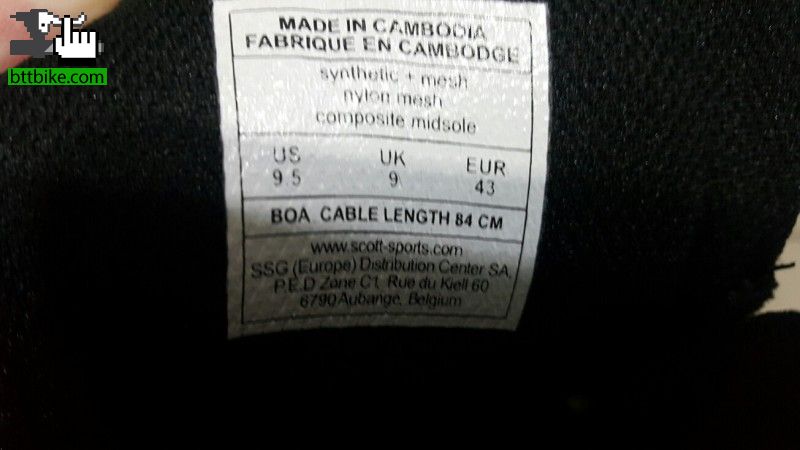 bttbike.com
MADE IN CAMBODIA
FABRIQUE EN CAMBODGE
synthetic + mesh
nylon mesh
composite midsole
US UK EUR
9.5 9 43
BOA CABLE LENGTH 84 CM
www.scott-sports.com
SSG (Europe) Distribution Center SA,
P.E.D Zone C1, Rue du Kiell 60
6790 Aubange, Belgium